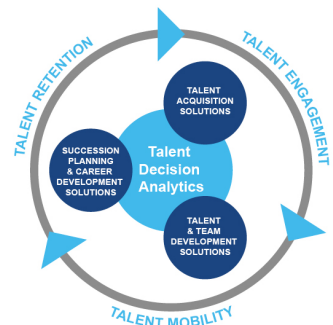 TALENT RETENTION
TALENT ENGAGEMENT
TALENT
ACQUISITION
SOLUTIONS
SUCCESSION
PLANNING
& CAREER
DEVELOPMENT
SOLUTIONS
Talent
Decision
Analytics
TALENT
& TEAM
DEVELOPMENT
SOLUTIONS
TALENT MOBILITY